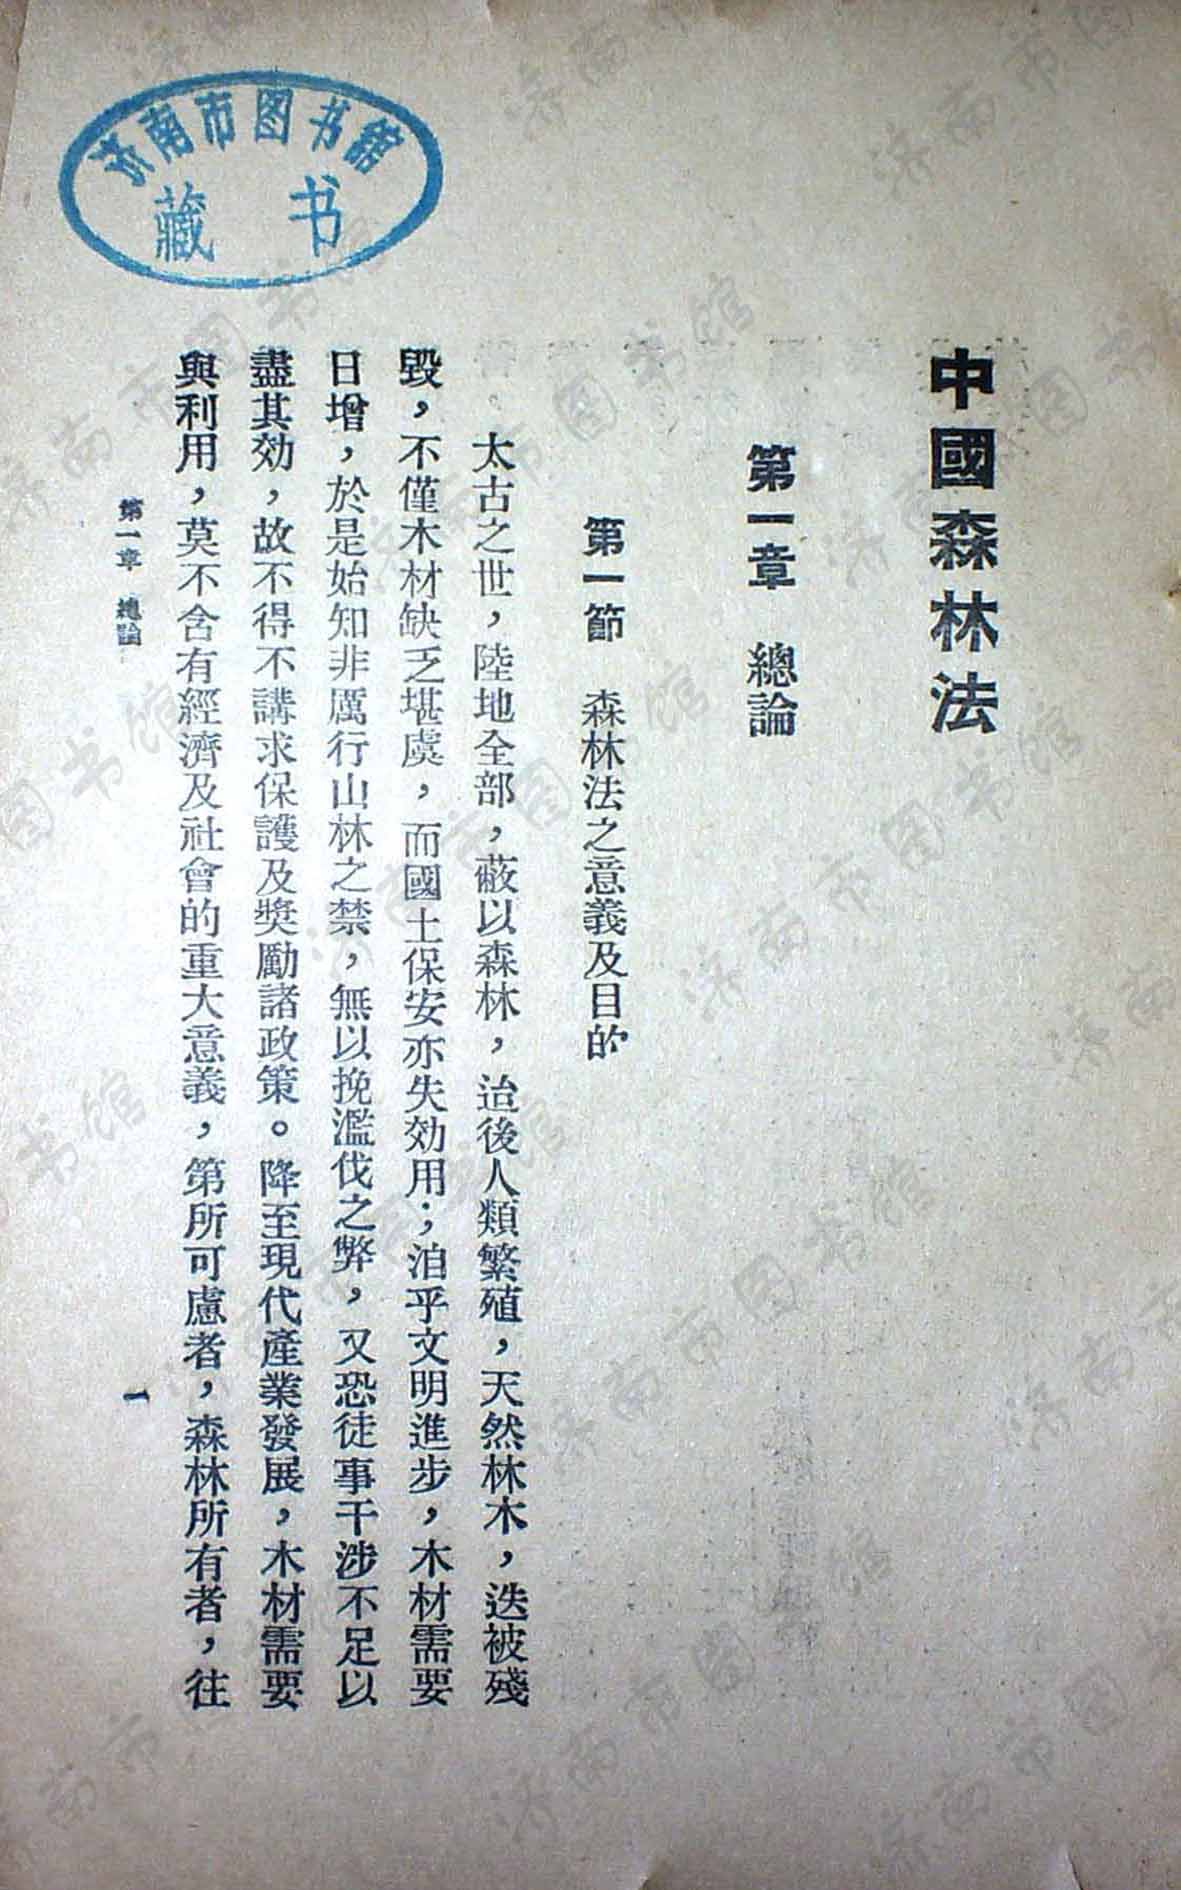 济南市图书馆
藏书
中國森林法
第一章　總論
第一節　森林法之意義及目的
太古之世，陸地全部，蔽以森林，迨後人類繁殖，天然林木，迭被殘
毀，不僅木材缺乏堪虞，而國土保安亦失効用；洎乎文明進步，木材需要
日增，於是始知非厲行山林之禁，無以挽濫伐之弊，又恐徒事干涉不足以
盡其効，故不得不講求保護及奬勵諸政策。降至現代產業發展，木材需要
與利用，莫不含有經濟及社會的重大意義，第所可慮者，森林所有者，往
第一章　總論
一